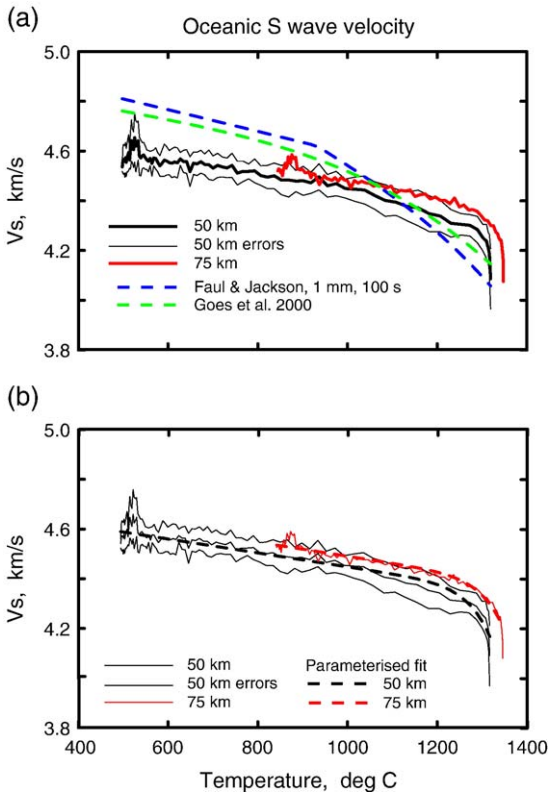 (a)
Oceanic S wave velocity
5.0
4.6
4.2
3.8
Vs, km/s
50 km
50 km errors
75 km
Faul & Jackson, 1 mm, 100 s
Goes et al. 2000
(b)
5.0
4.6
4.2
3.8
Vs, km/s
50 km
50 km errors
75 km
Parameterised fit
50 km
75 km
400 600 800 1000 1200 1400
Temperature, deg C